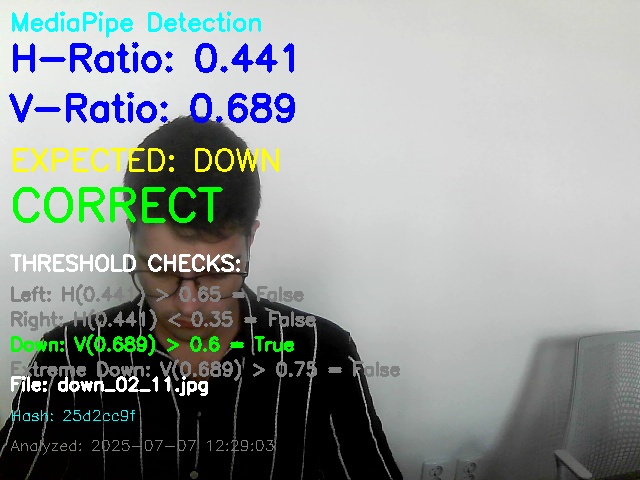 MediaPipe Detection
H-Ratio: 0.441
V-Ratio: 0.689
EXPECTED: DOWN
CORRECT
THRESHOLD CHECKS:
Left: H(0.441) > 0.65 = False
Right: H(0.441) < 0.35 = False
Down: V(0.689) > 0.6 = True
Extreme Down: V(0.689) > 0.75 = False
File: down_02_11.jpg
Hash: 25d2cc9f
Analyzed: 2025-07-07 12:29:03